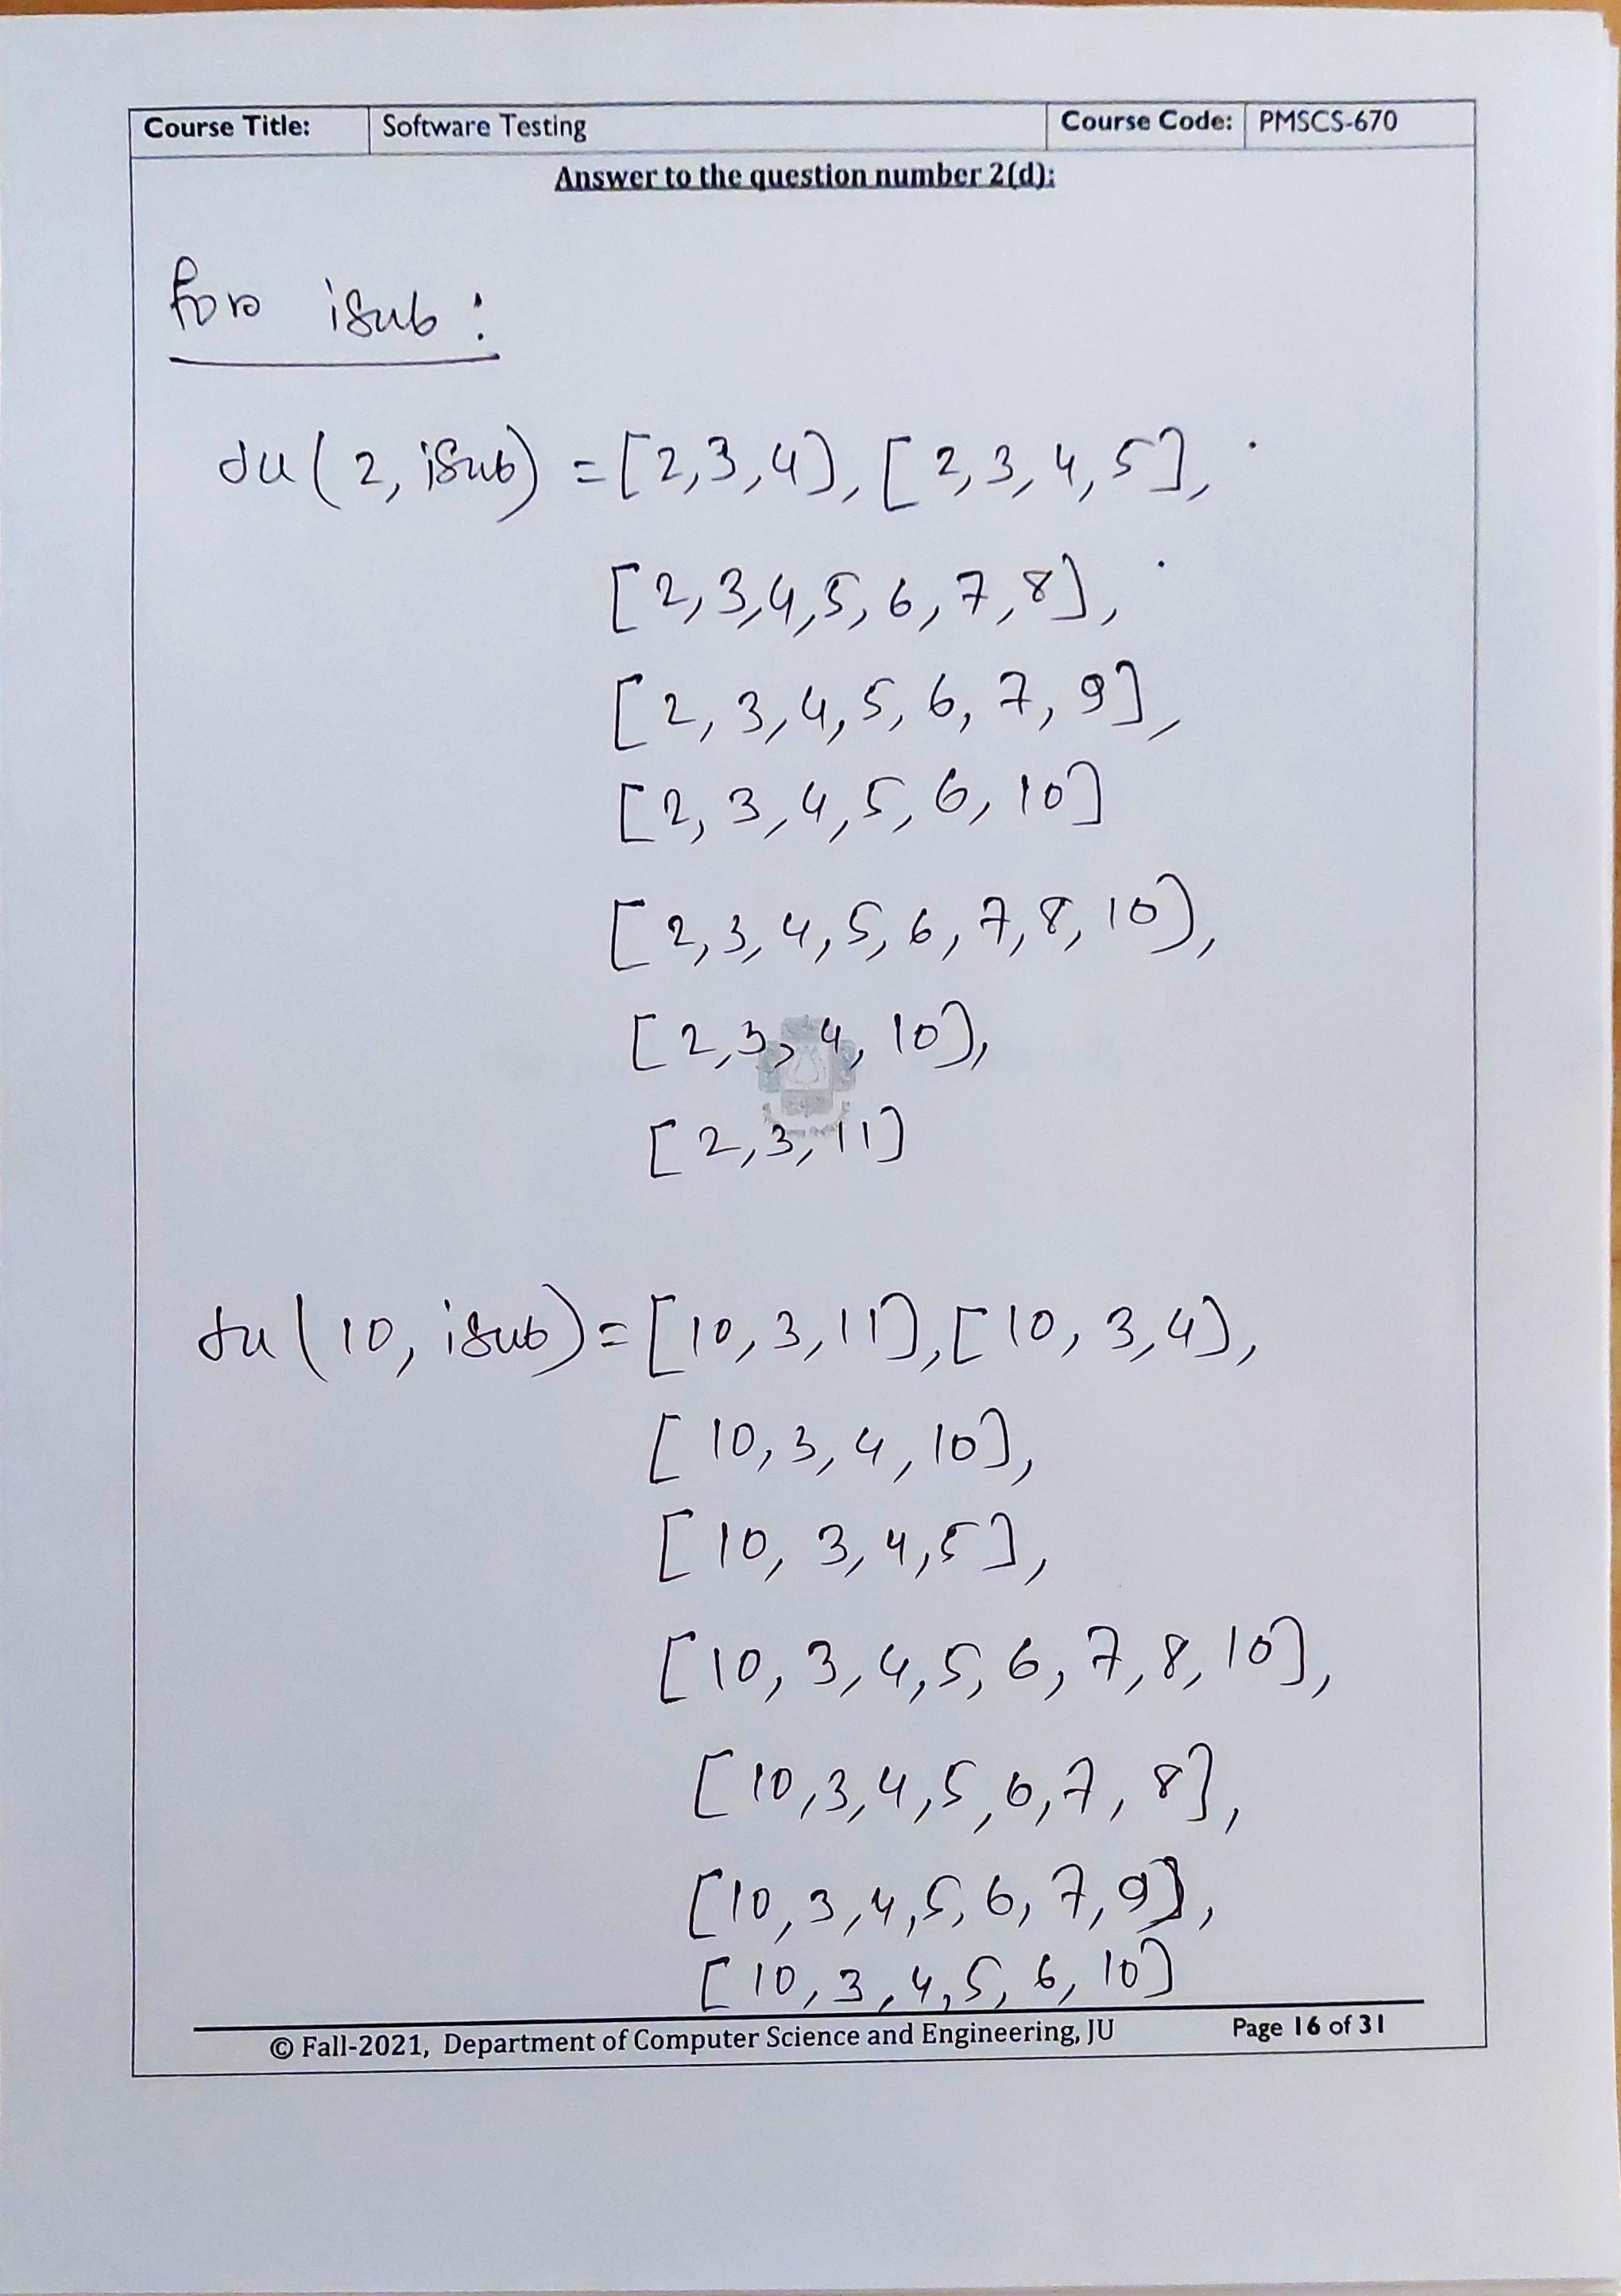 Course Title: Software Testing Course Code: PMSCS-670
Answer to the question number 2(d):
for isub:
du(2, isub) = [2,3,4], [2,3,4,5],
[2,3,4,5,6,7,8],
[2,3,4,5,6,7,9],
[2,3,4,5,6,10]
[2,3,4,5,6,7,8,10],
[2,3,4,10],
[2,3,11]
du(10, isub) = [10,3,11], [10,3,4],
[10,3,4,10],
[10,3,4,5],
[10,3,4,5,6,7,8,10],
[10,3,4,5,6,7,8],
[10,3,4,5,6,7,9],
[10,3,4,5,6,10]
© Fall-2021, Department of Computer Science and Engineering, JU Page 16 of 31